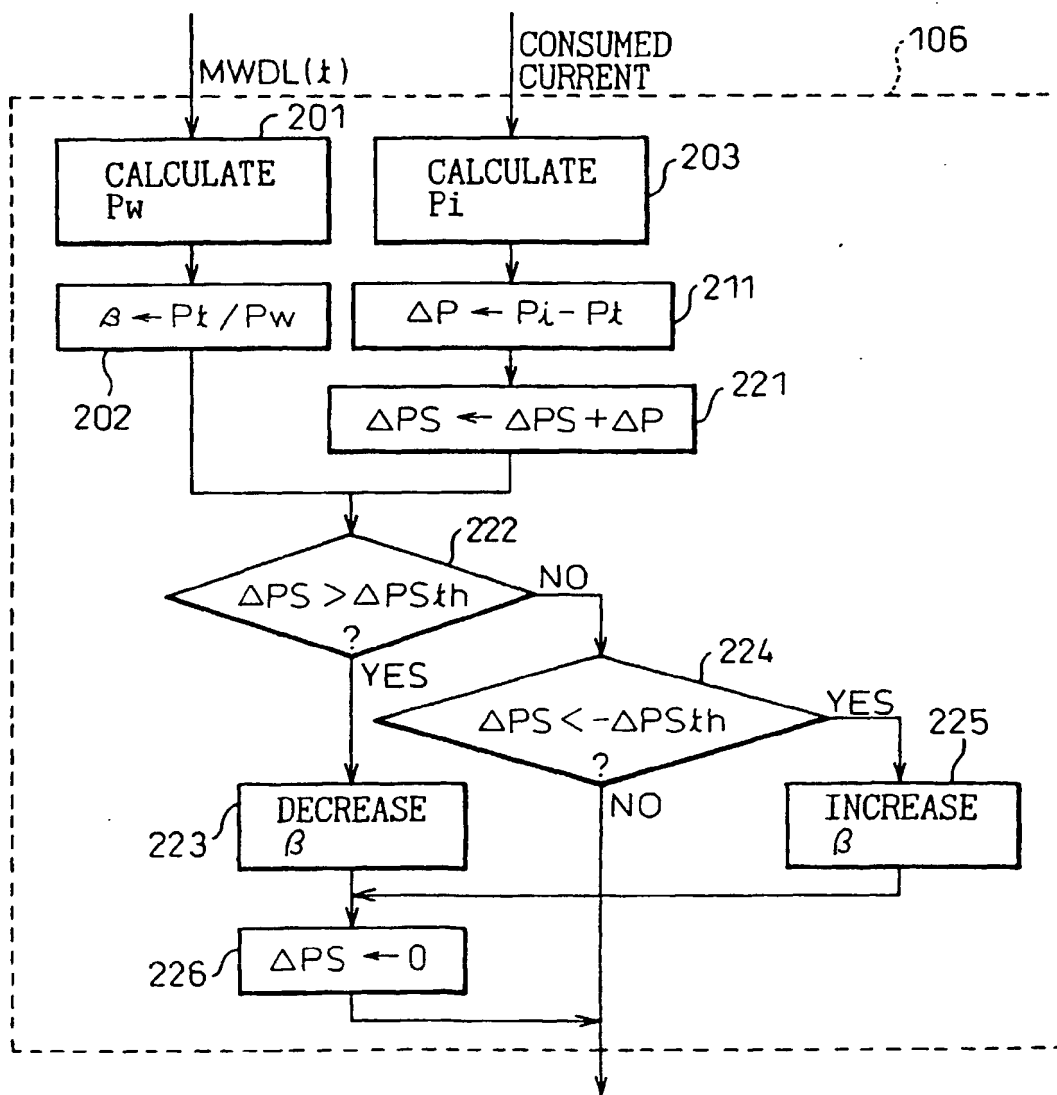 MWDL(t)
CONSUMED
CURRENT
106
201
CALCULATE
Pw
203
CALCULATE
Pi
β ← Pt / Pw
202
211
ΔP ← Pi − Pt
221
ΔPS ← ΔPS + ΔP
222
ΔPS > ΔPSth
?
NO
YES
224
ΔPS < −ΔPSth
?
YES
NO
223
DECREASE
β
225
INCREASE
β
226
ΔPS ← 0